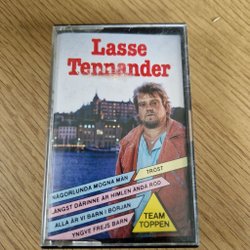 Lasse
Tennander
NÅGORLUNDA MOGNA MÄN
TRÖST
LÄNGST DÄRINNE ÄR HIMLEN ÄNDÅ RÖD
ALLA ÄR VI BARN I BÖRJAN
YNGVE FREJS BARN
TEAM
TOPPEN